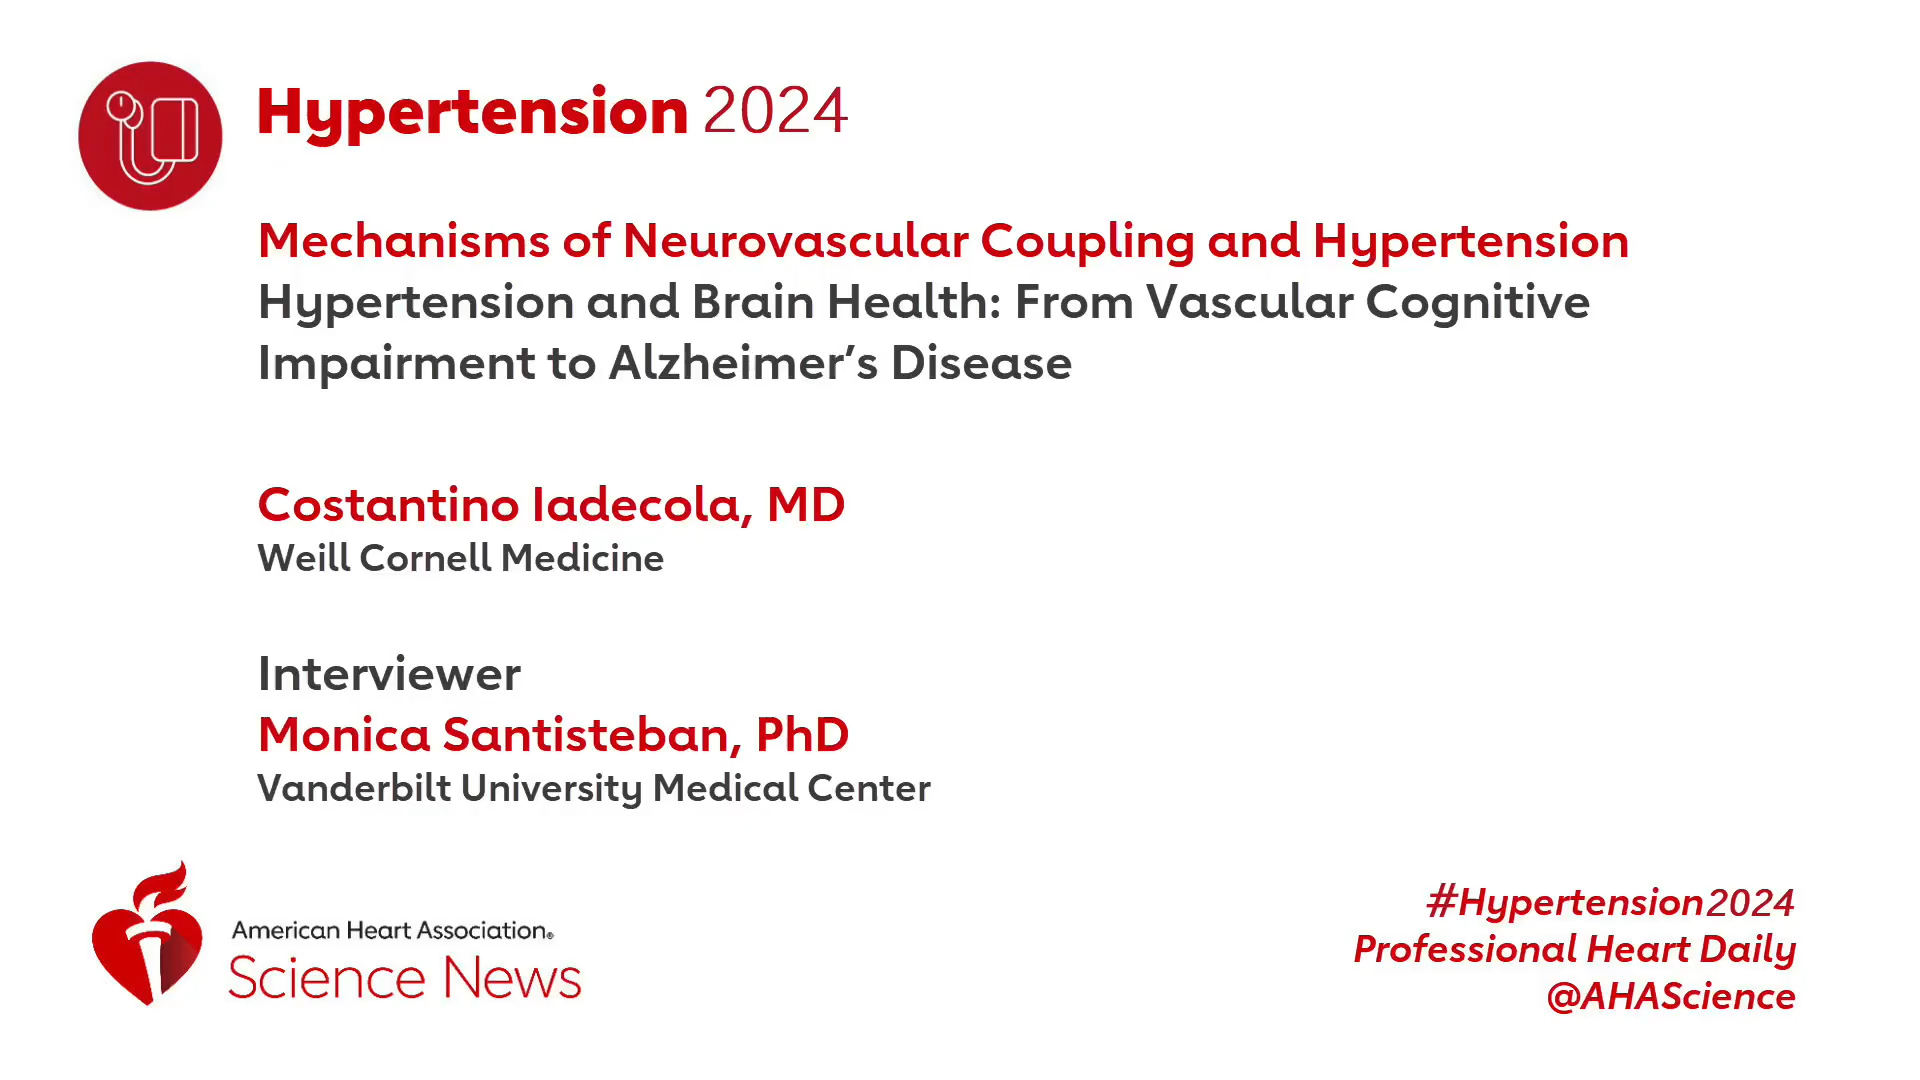 Hypertension 2024
Mechanisms of Neurovascular Coupling and Hypertension
Hypertension and Brain Health: From Vascular Cognitive
Impairment to Alzheimer’s Disease
Costantino Iadecola, MD
Weill Cornell Medicine
Interviewer
Monica Santisteban, PhD
Vanderbilt University Medical Center
American Heart Association®
Science News
#Hypertension2024
Professional Heart Daily
@AHAScience